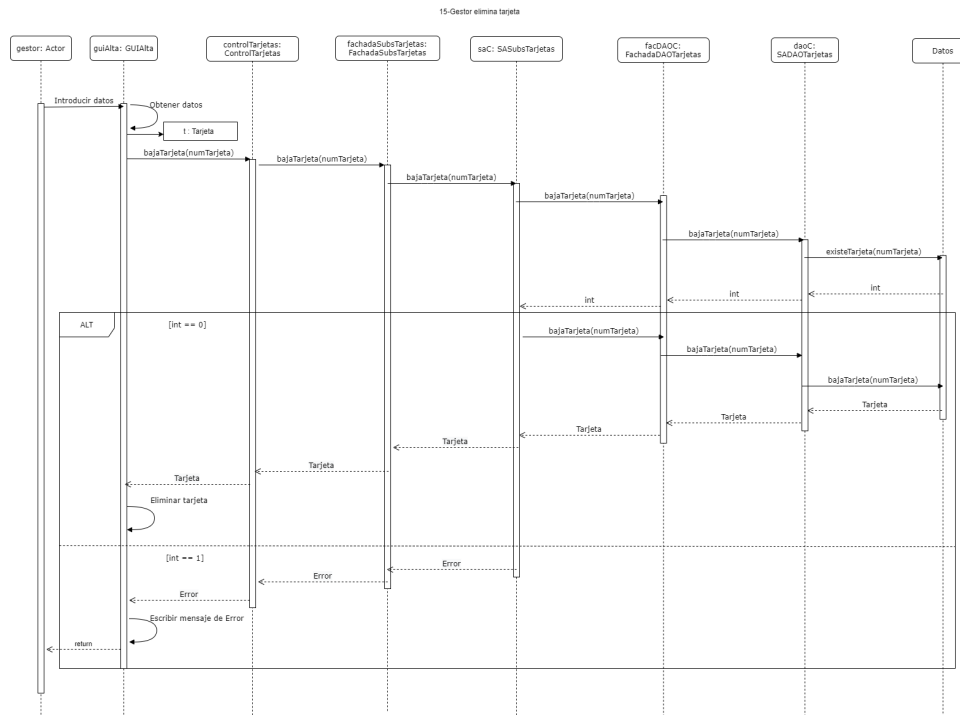 15-Gestor elimina tarjeta
gestor: Actor
guiAlta: GUIAlta
controlTarjetas:
ControlTarjetas
fachadaSubsTarjetas:
FachadaSubsTarjetas
saC: SASubsTarjetas
facDAOC:
FachadaDAOTarjetas
daoC:
SADAOTarjetas
Datos
Introducir datos
Obtener datos
t : Tarjeta
bajaTarjeta(numTarjeta)
bajaTarjeta(numTarjeta)
bajaTarjeta(numTarjeta)
bajaTarjeta(numTarjeta)
bajaTarjeta(numTarjeta)
existeTarjeta(numTarjeta)
int
int
int
ALT
[int == 0]
bajaTarjeta(numTarjeta)
bajaTarjeta(numTarjeta)
bajaTarjeta(numTarjeta)
Tarjeta
Tarjeta
Tarjeta
Tarjeta
Tarjeta
Tarjeta
Eliminar tarjeta
[int == 1]
Error
Error
Error
Escribir mensaje de Error
return